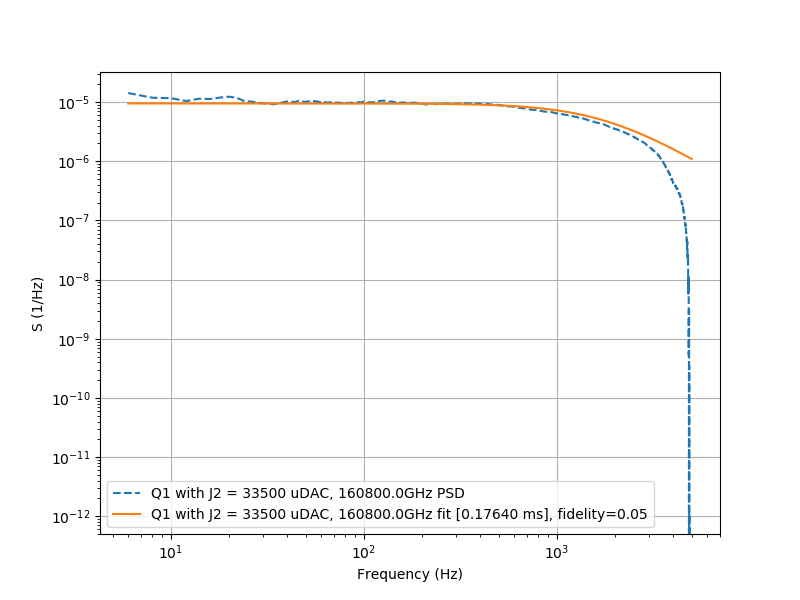 S (1/Hz)
10⁻⁵
10⁻⁶
10⁻⁷
10⁻⁸
10⁻⁹
10⁻¹⁰
10⁻¹¹
10⁻¹²
Q1 with J2 = 33500 uDAC, 160800.0GHz PSD
Q1 with J2 = 33500 uDAC, 160800.0GHz fit [0.17640 ms], fidelity=0.05
10¹ 10² 10³
Frequency (Hz)